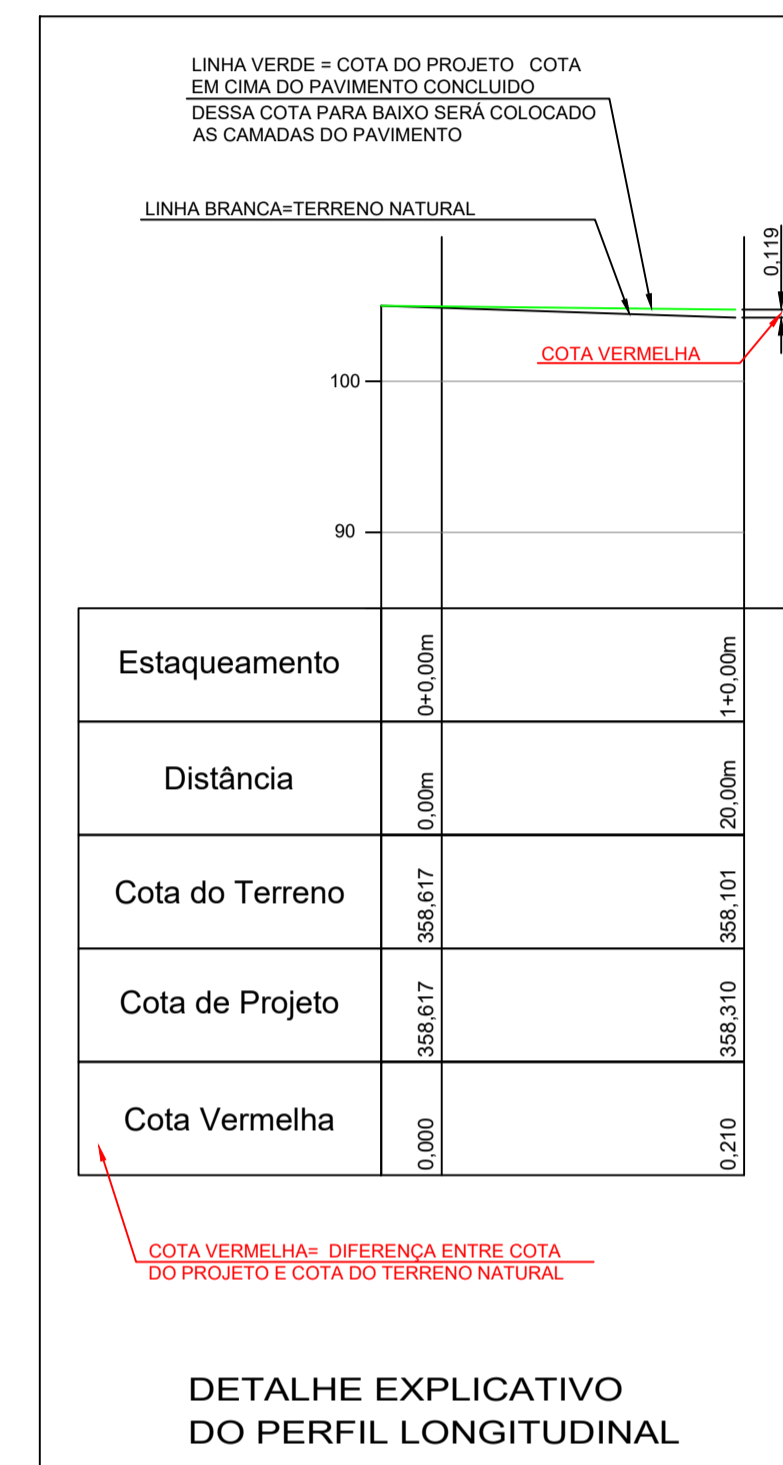 LINHA VERDE = COTA DO PROJETO COTA
EM CIMA DO PAVIMENTO CONCLUIDO
DESSA COTA PARA BAIXO SERÁ COLOCADO
AS CAMADAS DO PAVIMENTO
LINHA BRANCA=TERRENO NATURAL
0,119
COTA VERMELHA
100
90
Estaqueamento
0+0,00m
1+0,00m
Distância
0,00m
20,00m
Cota do Terreno
358,617
358,101
Cota de Projeto
358,617
358,310
Cota Vermelha
0,000
0,210
COTA VERMELHA= DIFERENÇA ENTRE COTA
DO PROJETO E COTA DO TERRENO NATURAL
DETALHE EXPLICATIVO
DO PERFIL LONGITUDINAL